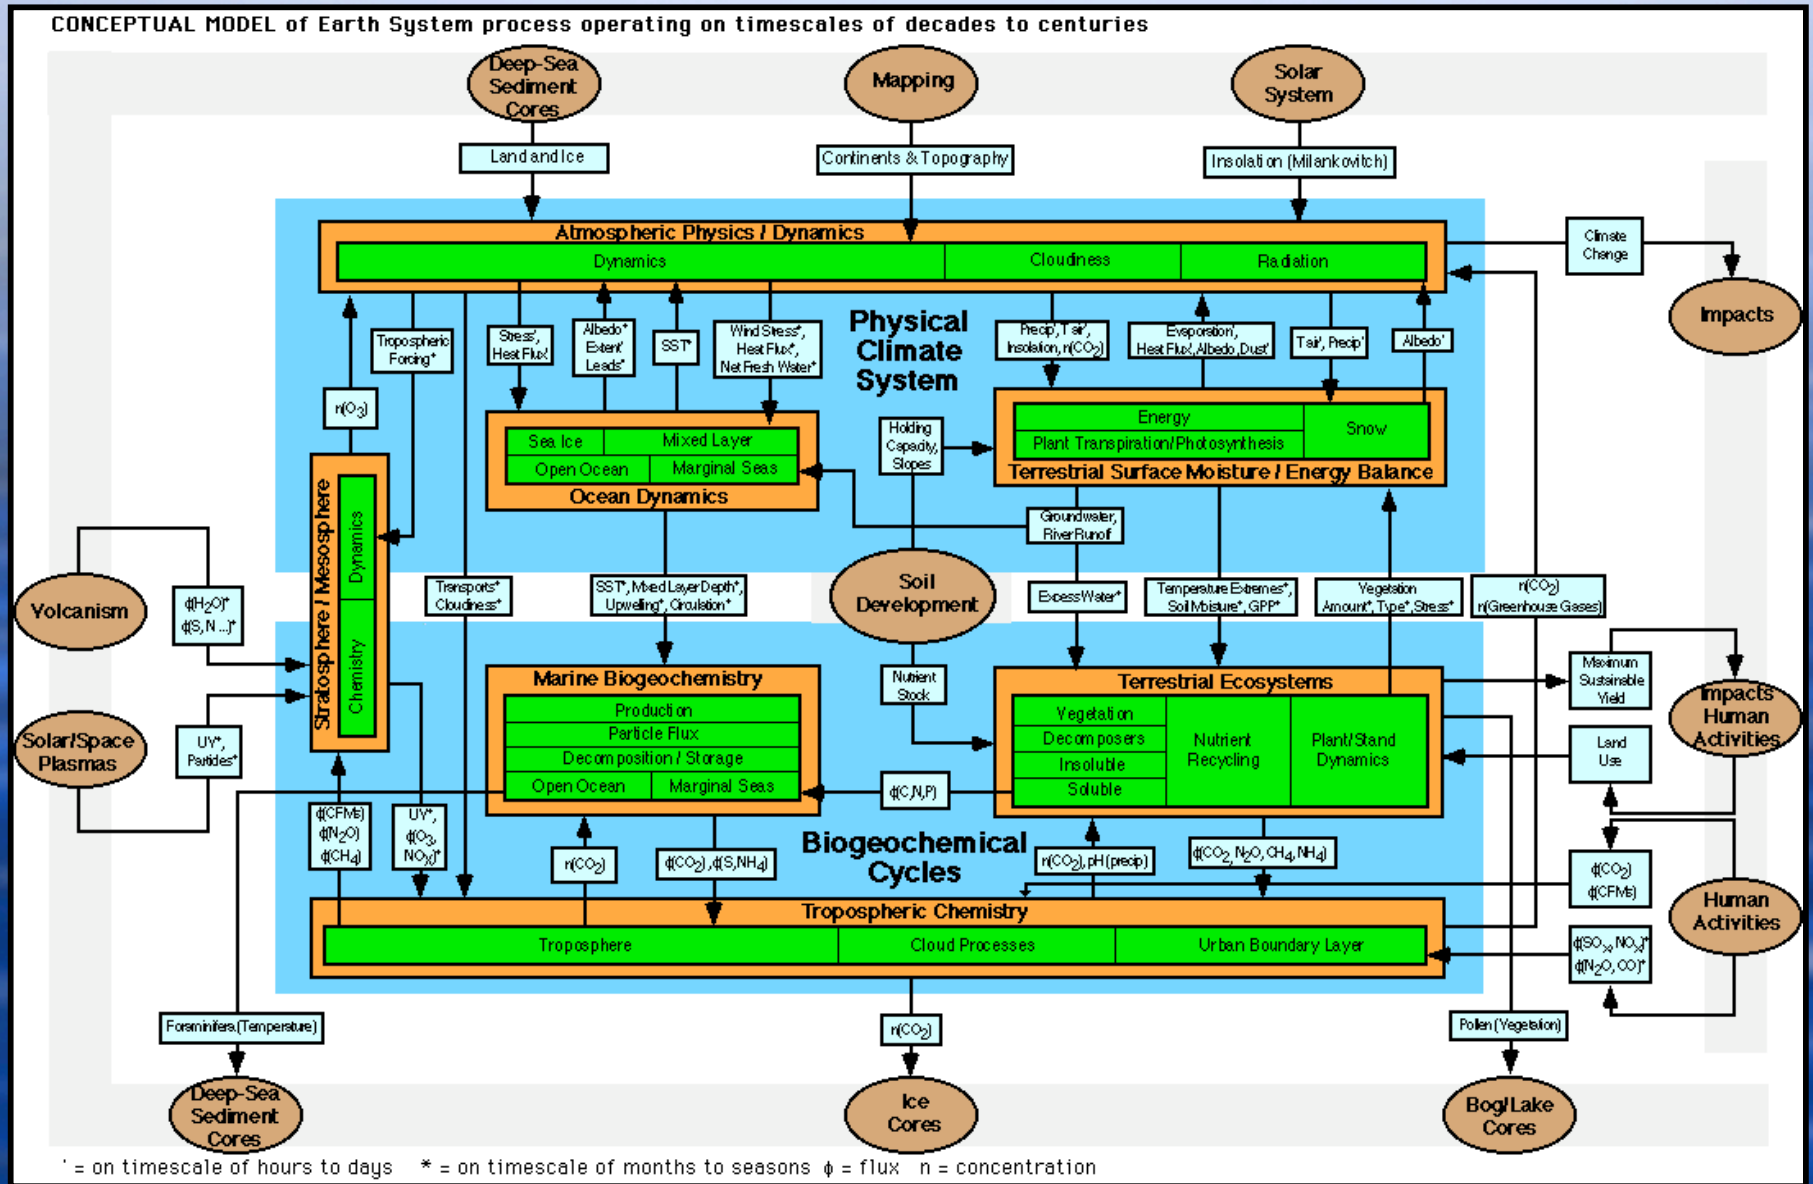 CONCEPTUAL MODEL of Earth System process operating on timescales of decades to centuries
Deep-Sea
Sediment
Cores
Mapping
Solar
System
Land and Ice
Continents & Topography
Insolation (Milankovitch)
Atmospheric Physics / Dynamics
Dynamics
Cloudiness
Radiation
Climate
Change
Impacts
Tropospheric
Forcing*
Stress',
Heat Flux'
Albedo*
Extent'
Leads*
SST*
Wind Stress*,
Heat Flux*,
Net Fresh Water*
Physical
Climate
System
Precip', T air',
Insolation, n(CO2)
Evaporation',
Heat Flux', Albedo, Dust'
T air', Precip'
Albedo'
n(O3)
Sea Ice
Mixed Layer
Open Ocean
Marginal Seas
Ocean Dynamics
Holding
Capacity,
Slopes
Energy
Plant Transpiration/Photosynthesis
Snow
Terrestrial Surface Moisture / Energy Balance
Stratosphere / Mesosphere
Dynamics
Chemistry
Groundwater,
River Runoff
Volcanism
ϕ(H2O)*
ϕ(S, N ...)*
Transports*
Cloudiness*
SST*, Mixed Layer Depth*,
Upwelling*, Circulation*
Soil
Development
Excess Water*
Temperature Extremes*,
Soil Moisture*, GPP*
Vegetation
Amount*, Type*, Stress*
n(CO2)
n(Greenhouse Gases)
Solar/Space
Plasmas
UV*,
Particles*
Marine Biogeochemistry
Production
Particle Flux
Decomposition / Storage
Open Ocean
Marginal Seas
Nutrient
Stock
Terrestrial Ecosystems
Vegetation
Decomposers
Insoluble
Soluble
Nutrient
Recycling
Plant/Stand
Dynamics
Maximum
Sustainable
Yield
Impacts
Human
Activities
Land
Use
ϕ(C,N,P)
ϕ(CFMs)
ϕ(N2O)
ϕ(CH4)
UV*,
ϕ(O3,
NOx)*
n(CO2)
ϕ(CO2), ϕ(S, NH4)
Biogeochemical
Cycles
n(CO2), pH (precip)
ϕ(CO2, N2O, CH4, NH4)
ϕ(CO2)
ϕ(CFMs)
Human
Activities
Tropospheric Chemistry
Troposphere
Cloud Processes
Urban Boundary Layer
ϕ(SOx, NOx)*
ϕ(N2O, CO)*
Foraminifera (Temperature)
n(CO2)
Pollen (Vegetation)
Deep-Sea
Sediment
Cores
Ice
Cores
Bog/Lake
Cores
' = on timescale of hours to days * = on timescale of months to seasons ϕ = flux n = concentration